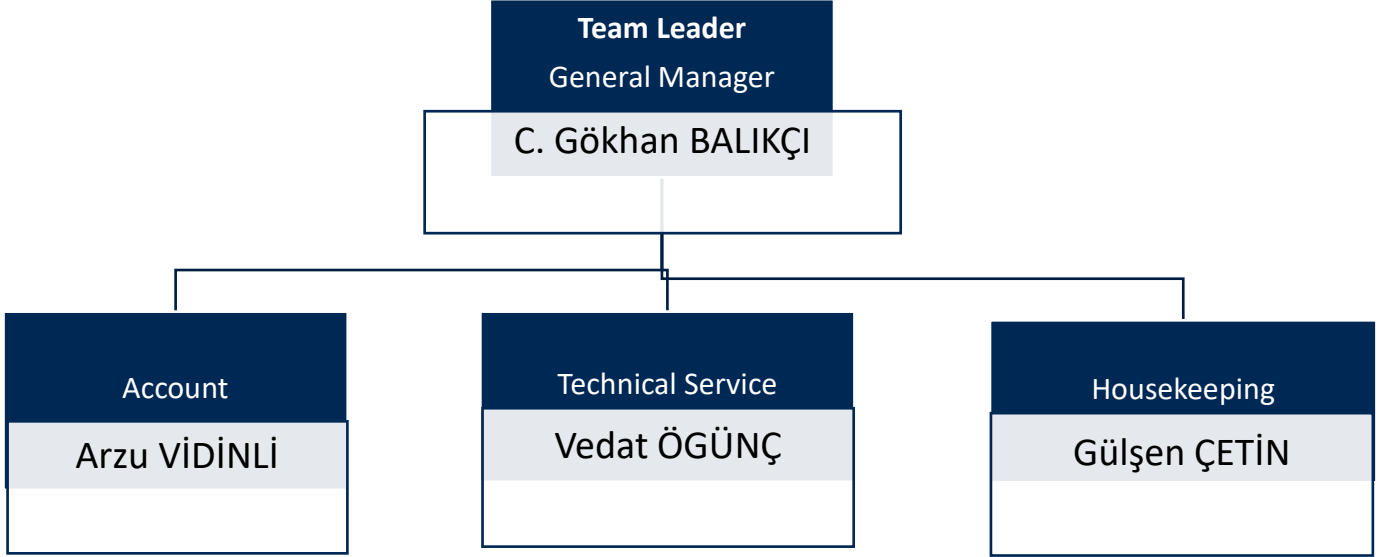 Team Leader
General Manager
C. Gökhan BALIKÇI
Account
Arzu VİDİNLİ
Technical Service
Vedat ÖGÜNÇ
Housekeeping
Gülşen ÇETİN